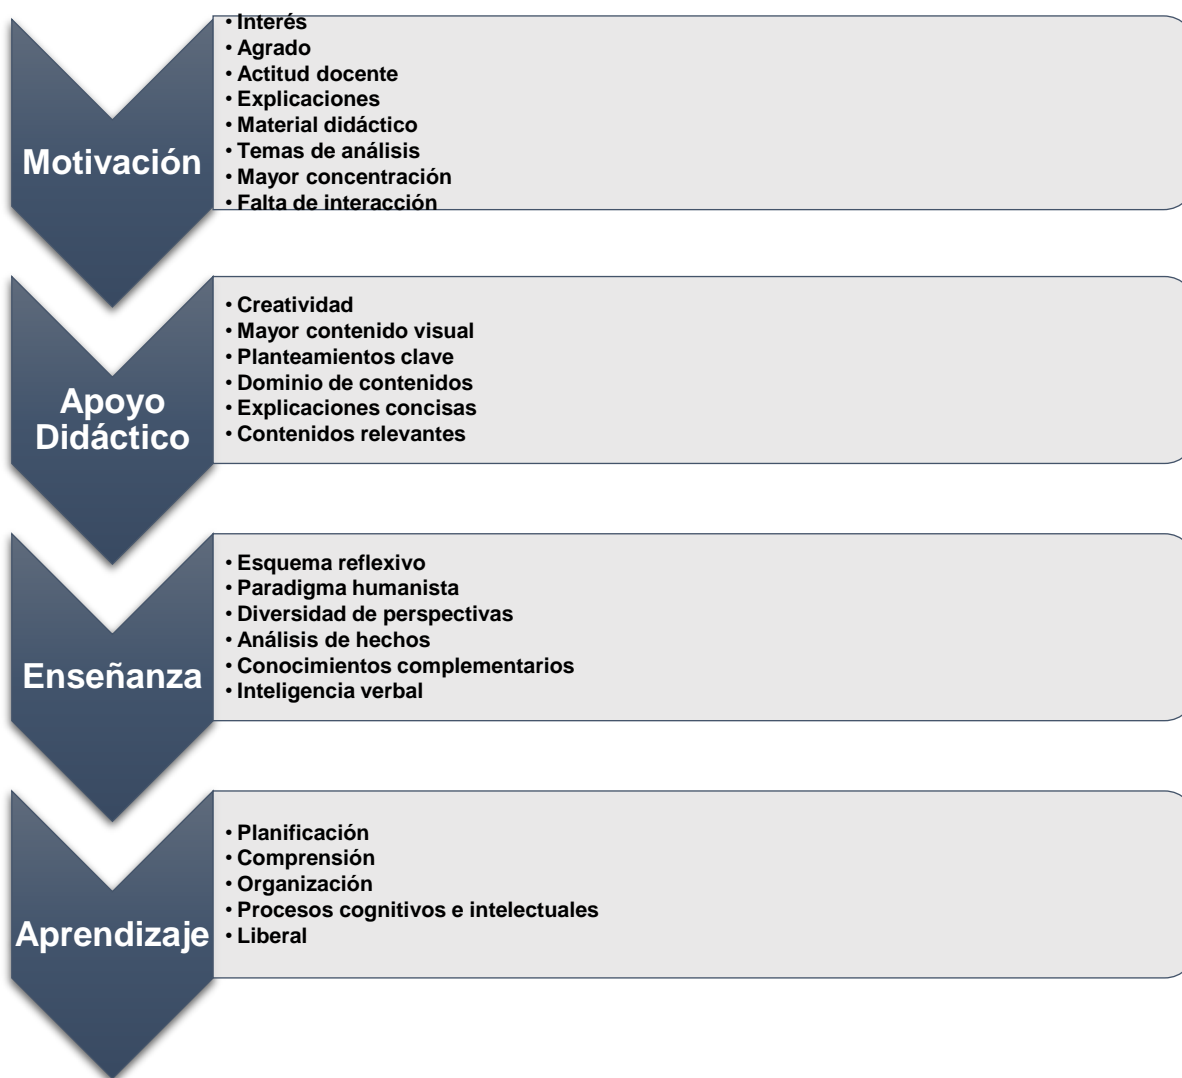 Motivación
• Interés
• Agrado
• Actitud docente
• Explicaciones
• Material didáctico
• Temas de análisis
• Mayor concentración
• Falta de interacción
Apoyo
Didáctico
• Creatividad
• Mayor contenido visual
• Planteamientos clave
• Dominio de contenidos
• Explicaciones concisas
• Contenidos relevantes
Enseñanza
• Esquema reflexivo
• Paradigma humanista
• Diversidad de perspectivas
• Análisis de hechos
• Conocimientos complementarios
• Inteligencia verbal
Aprendizaje
• Planificación
• Comprensión
• Organización
• Procesos cognitivos e intelectuales
• Liberal